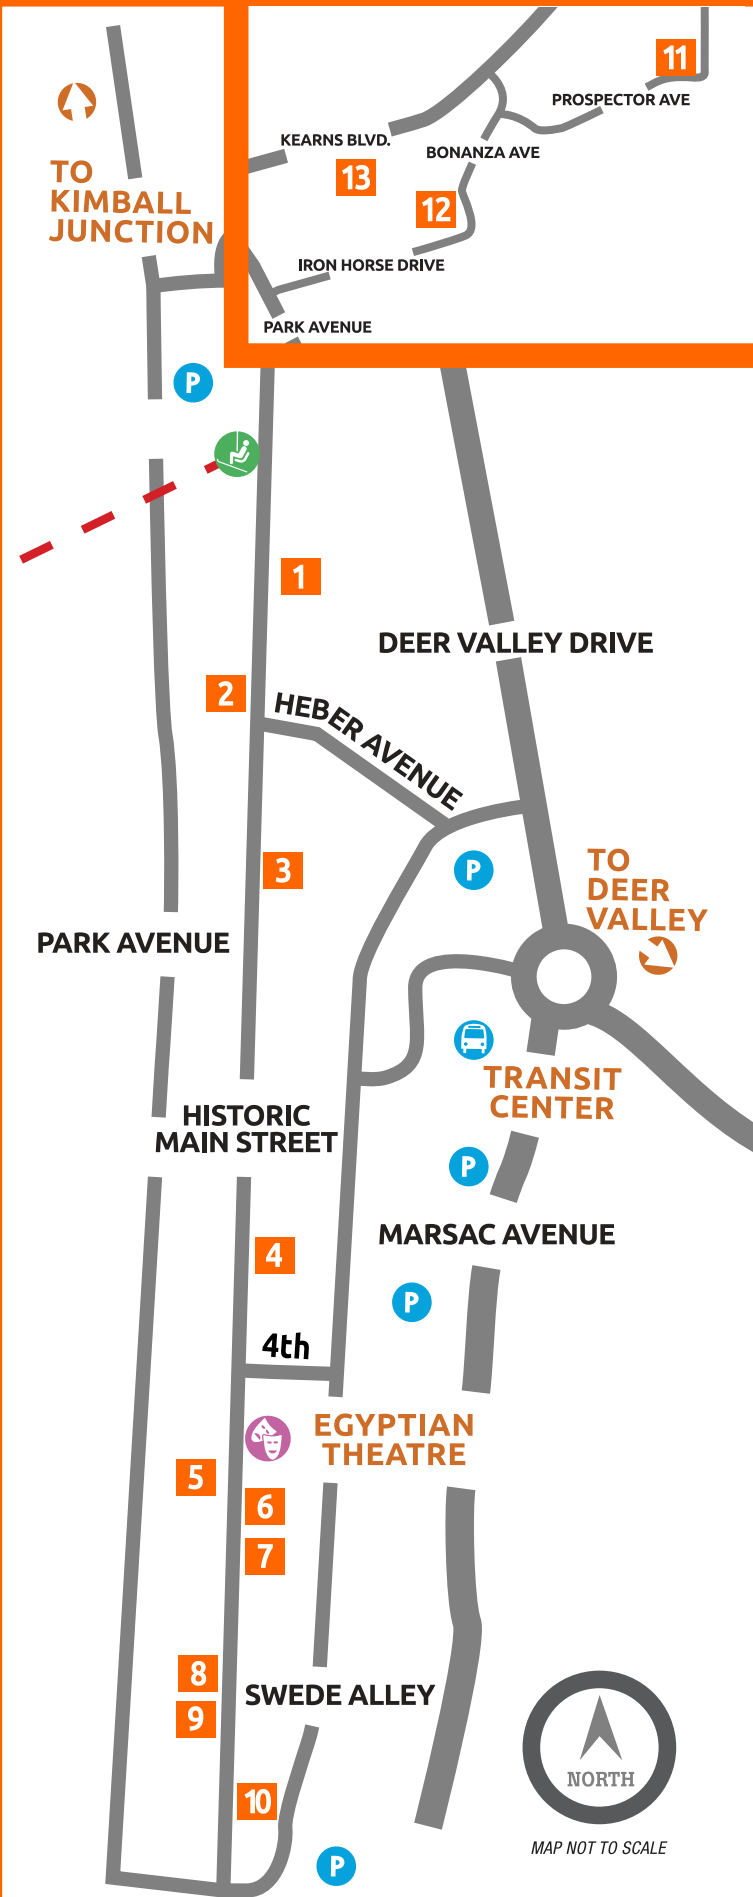 11
PROSPECTOR AVE
KEARNS BLVD.
BONANZA AVE
13
12
IRON HORSE DRIVE
PARK AVENUE
TO
KIMBALL
JUNCTION
P
1
DEER VALLEY DRIVE
2
HEBER AVENUE
3
P
TO
DEER
VALLEY
PARK AVENUE
TRANSIT
CENTER
HISTORIC
MAIN STREET
P
MARSAC AVENUE
4
P
4th
EGYPTIAN
THEATRE
5
6
7
8
SWEDE ALLEY
9
10
NORTH
MAP NOT TO SCALE
P